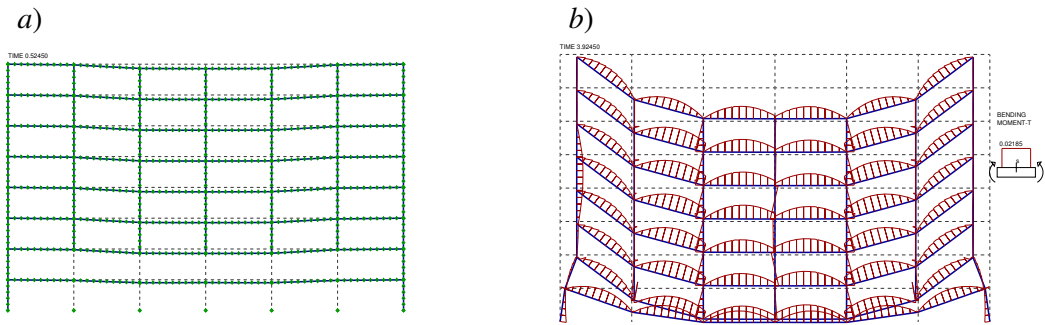 a)
b)
TIME 0.52450
TIME 3.92450
BENDING
MOMENT-T
0.02185